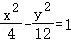 x²/4 − y²/12 = 1